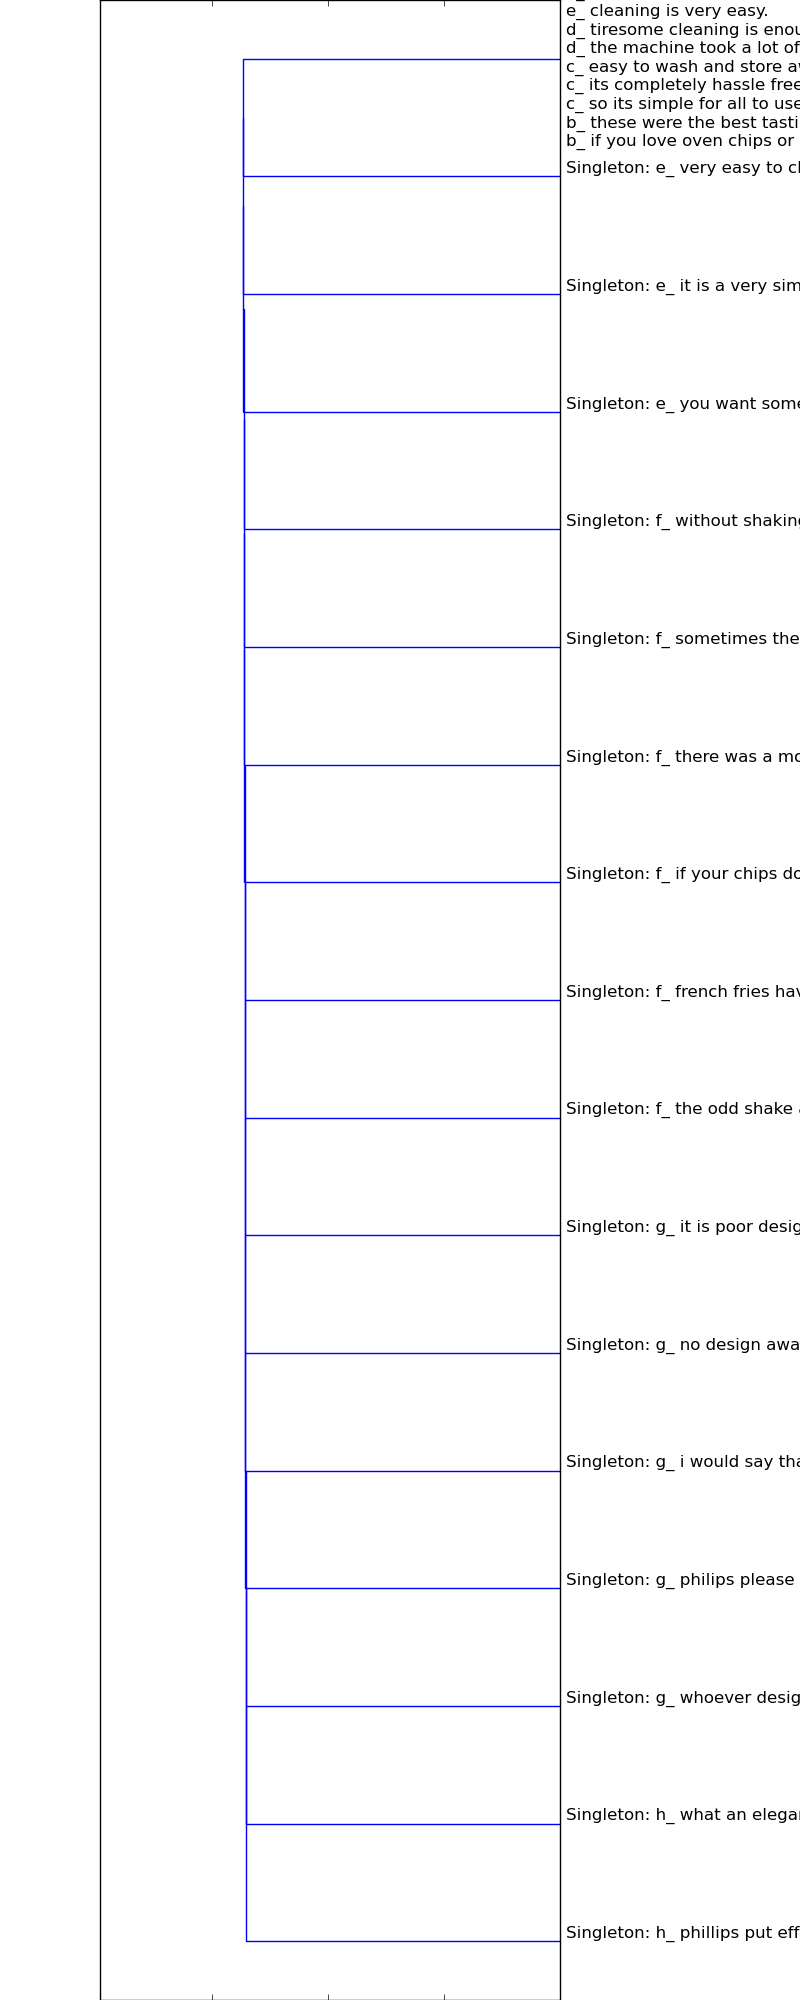 e_ cleaning is very easy.
d_ tiresome cleaning is enou
d_ the machine took a lot of
c_ easy to wash and store a
c_ its completely hassle free
c_ so its simple for all to use
b_ these were the best tasti
b_ if you love oven chips or
Singleton: e_ very easy to cl
Singleton: e_ it is a very sim
Singleton: e_ you want some
Singleton: f_ without shaking
Singleton: f_ sometimes the
Singleton: f_ there was a mo
Singleton: f_ if your chips do
Singleton: f_ french fries hav
Singleton: f_ the odd shake
Singleton: g_ it is poor desig
Singleton: g_ no design awa
Singleton: g_ i would say tha
Singleton: g_ philips please
Singleton: g_ whoever desig
Singleton: h_ what an elegan
Singleton: h_ phillips put eff